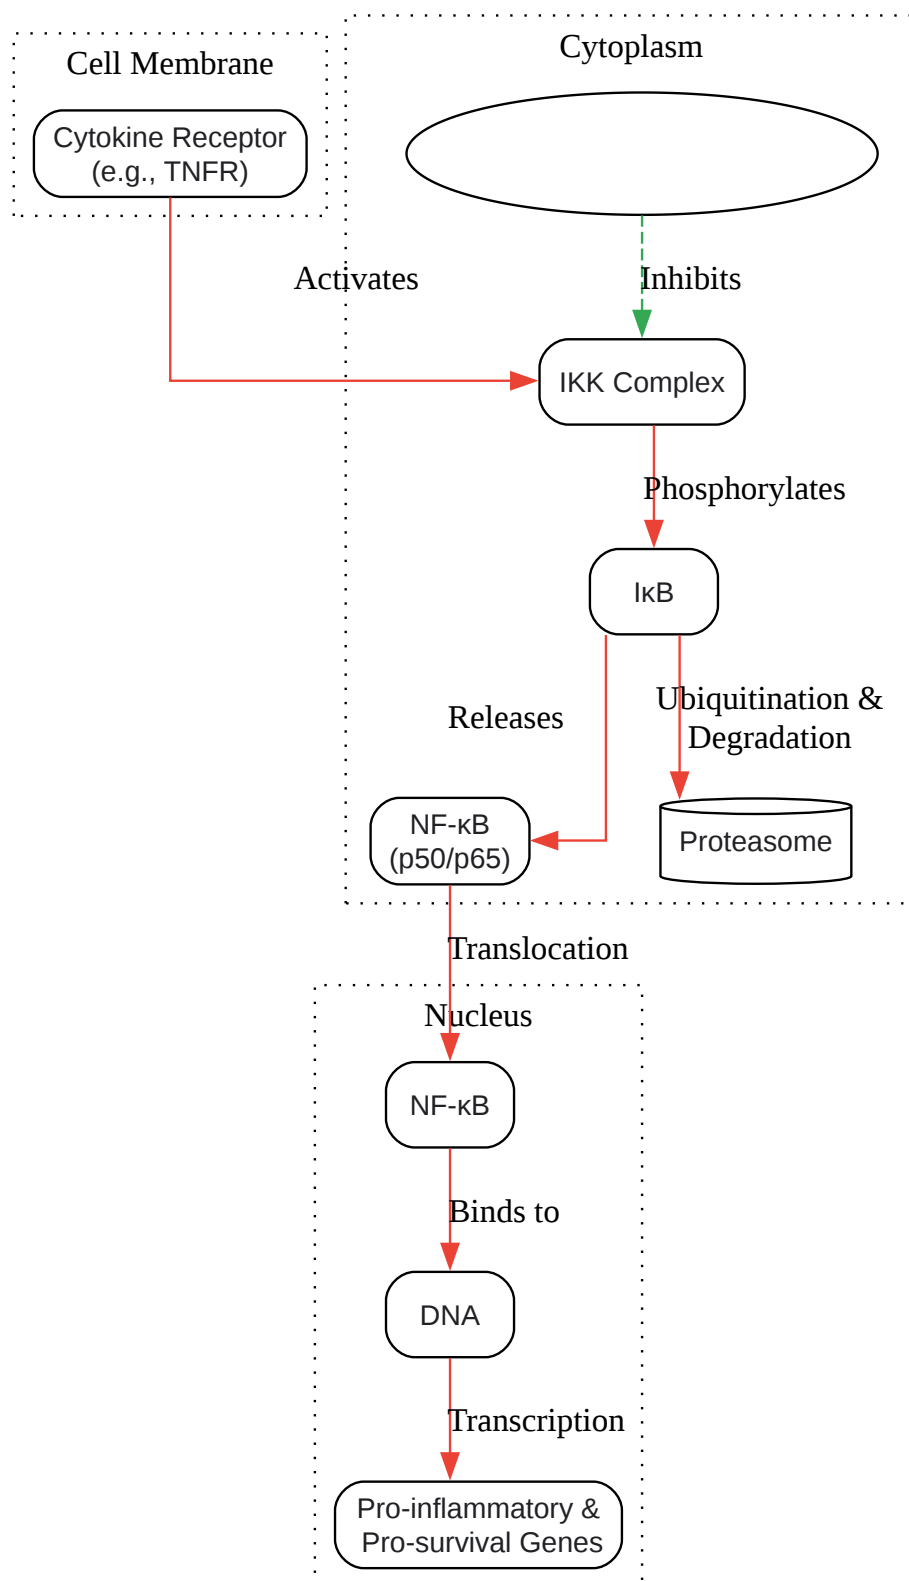 Cell Membrane
Cytokine Receptor
(e.g., TNFR)
Cytoplasm
Activates
Inhibits
IKK Complex
Phosphorylates
IκB
Releases
Ubiquitination &
Degradation
NF-κB
(p50/p65)
Proteasome
Translocation
Nucleus
NF-κB
Binds to
DNA
Transcription
Pro-inflammatory &
Pro-survival Genes